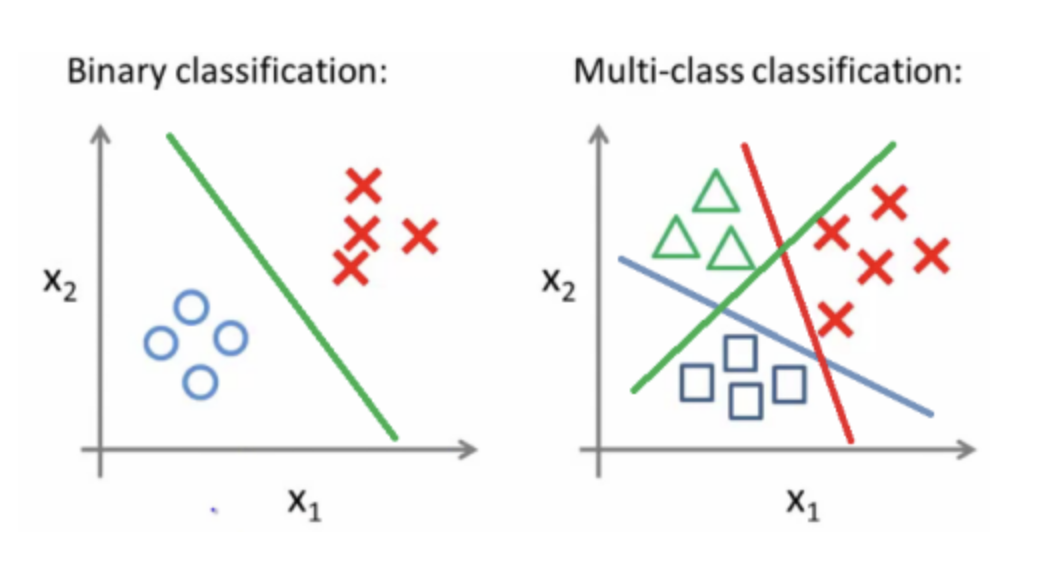 Binary classification:
x₂
x₁
Multi-class classification:
x₂
x₁